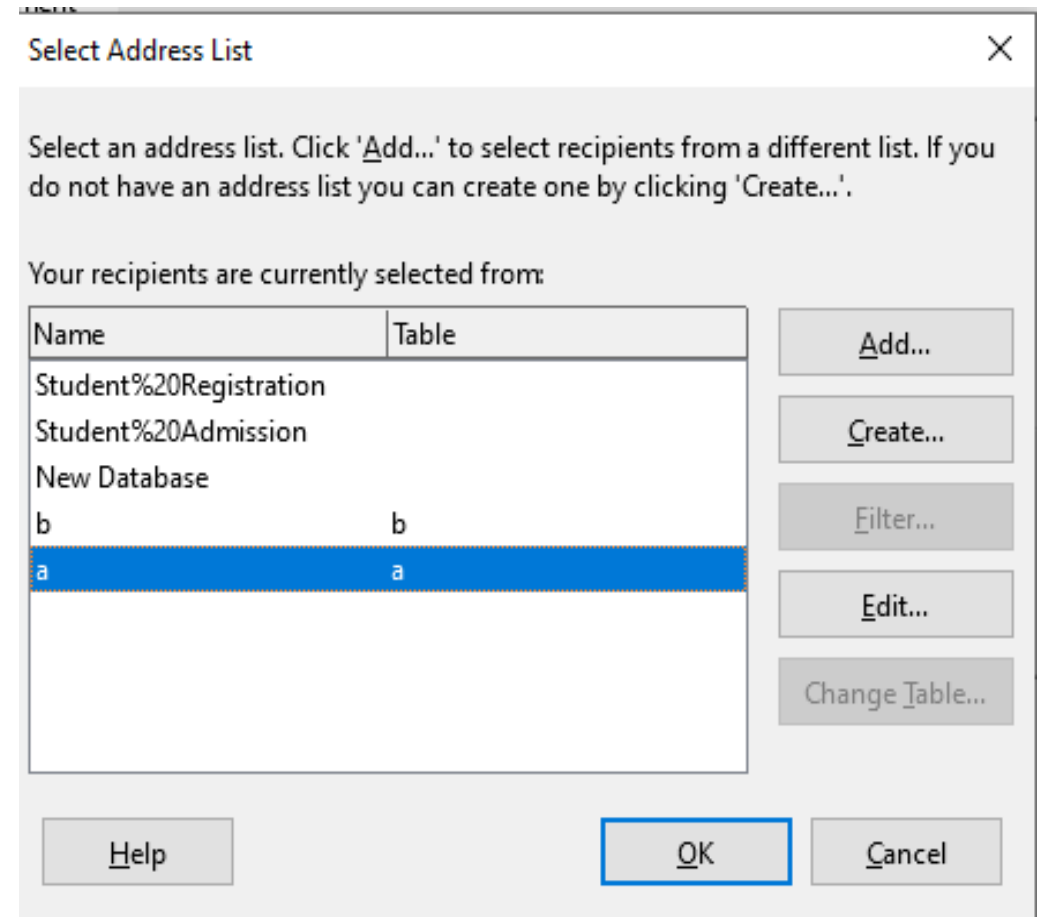 Select Address List
Select an address list. Click 'Add...' to select recipients from a different list. If you
do not have an address list you can create one by clicking 'Create...'.
Your recipients are currently selected from:
Name Table
Add...
Student%20Registration
Student%20Admission
Create...
New Database
b b
Filter...
a a
Edit...
Change Table...
Help OK Cancel